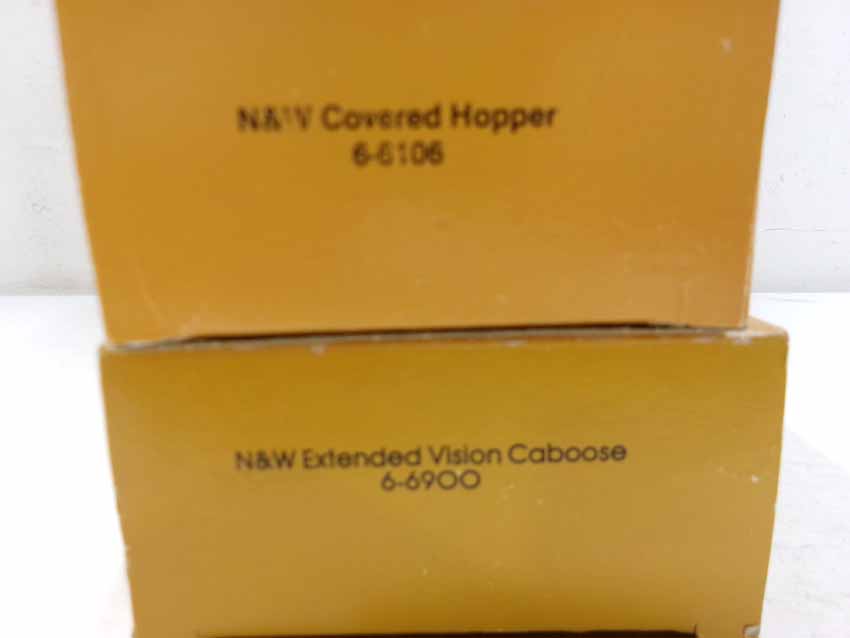 N&W Covered Hopper
6-6106
N&W Extended Vision Caboose
6-6900